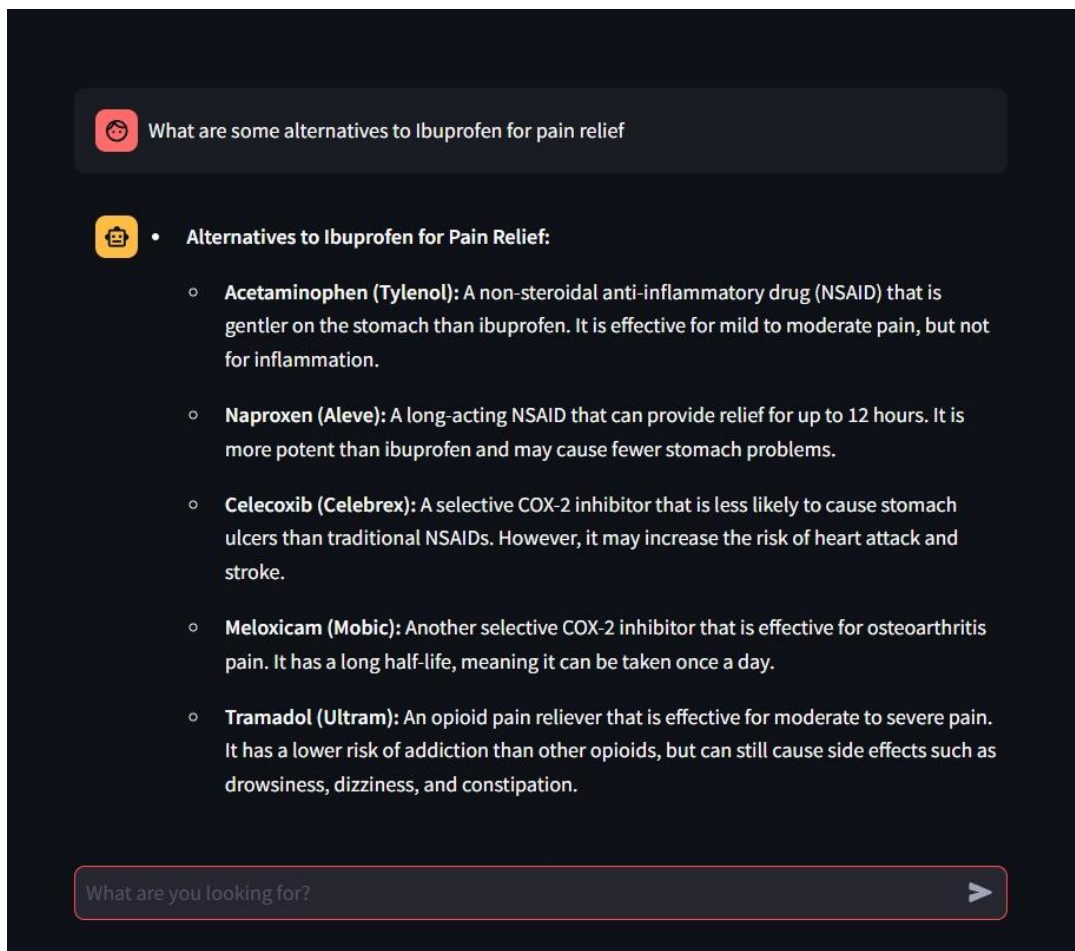 What are some alternatives to Ibuprofen for pain relief
• Alternatives to Ibuprofen for Pain Relief:
○ Acetaminophen (Tylenol): A non-steroidal anti-inflammatory drug (NSAID) that is
gentler on the stomach than ibuprofen. It is effective for mild to moderate pain, but not
for inflammation.
○ Naproxen (Aleve): A long-acting NSAID that can provide relief for up to 12 hours. It is
more potent than ibuprofen and may cause fewer stomach problems.
○ Celecoxib (Celebrex): A selective COX-2 inhibitor that is less likely to cause stomach
ulcers than traditional NSAIDs. However, it may increase the risk of heart attack and
stroke.
○ Meloxicam (Mobic): Another selective COX-2 inhibitor that is effective for osteoarthritis
pain. It has a long half-life, meaning it can be taken once a day.
○ Tramadol (Ultram): An opioid pain reliever that is effective for moderate to severe pain.
It has a lower risk of addiction than other opioids, but can still cause side effects such as
drowsiness, dizziness, and constipation.
What are you looking for?